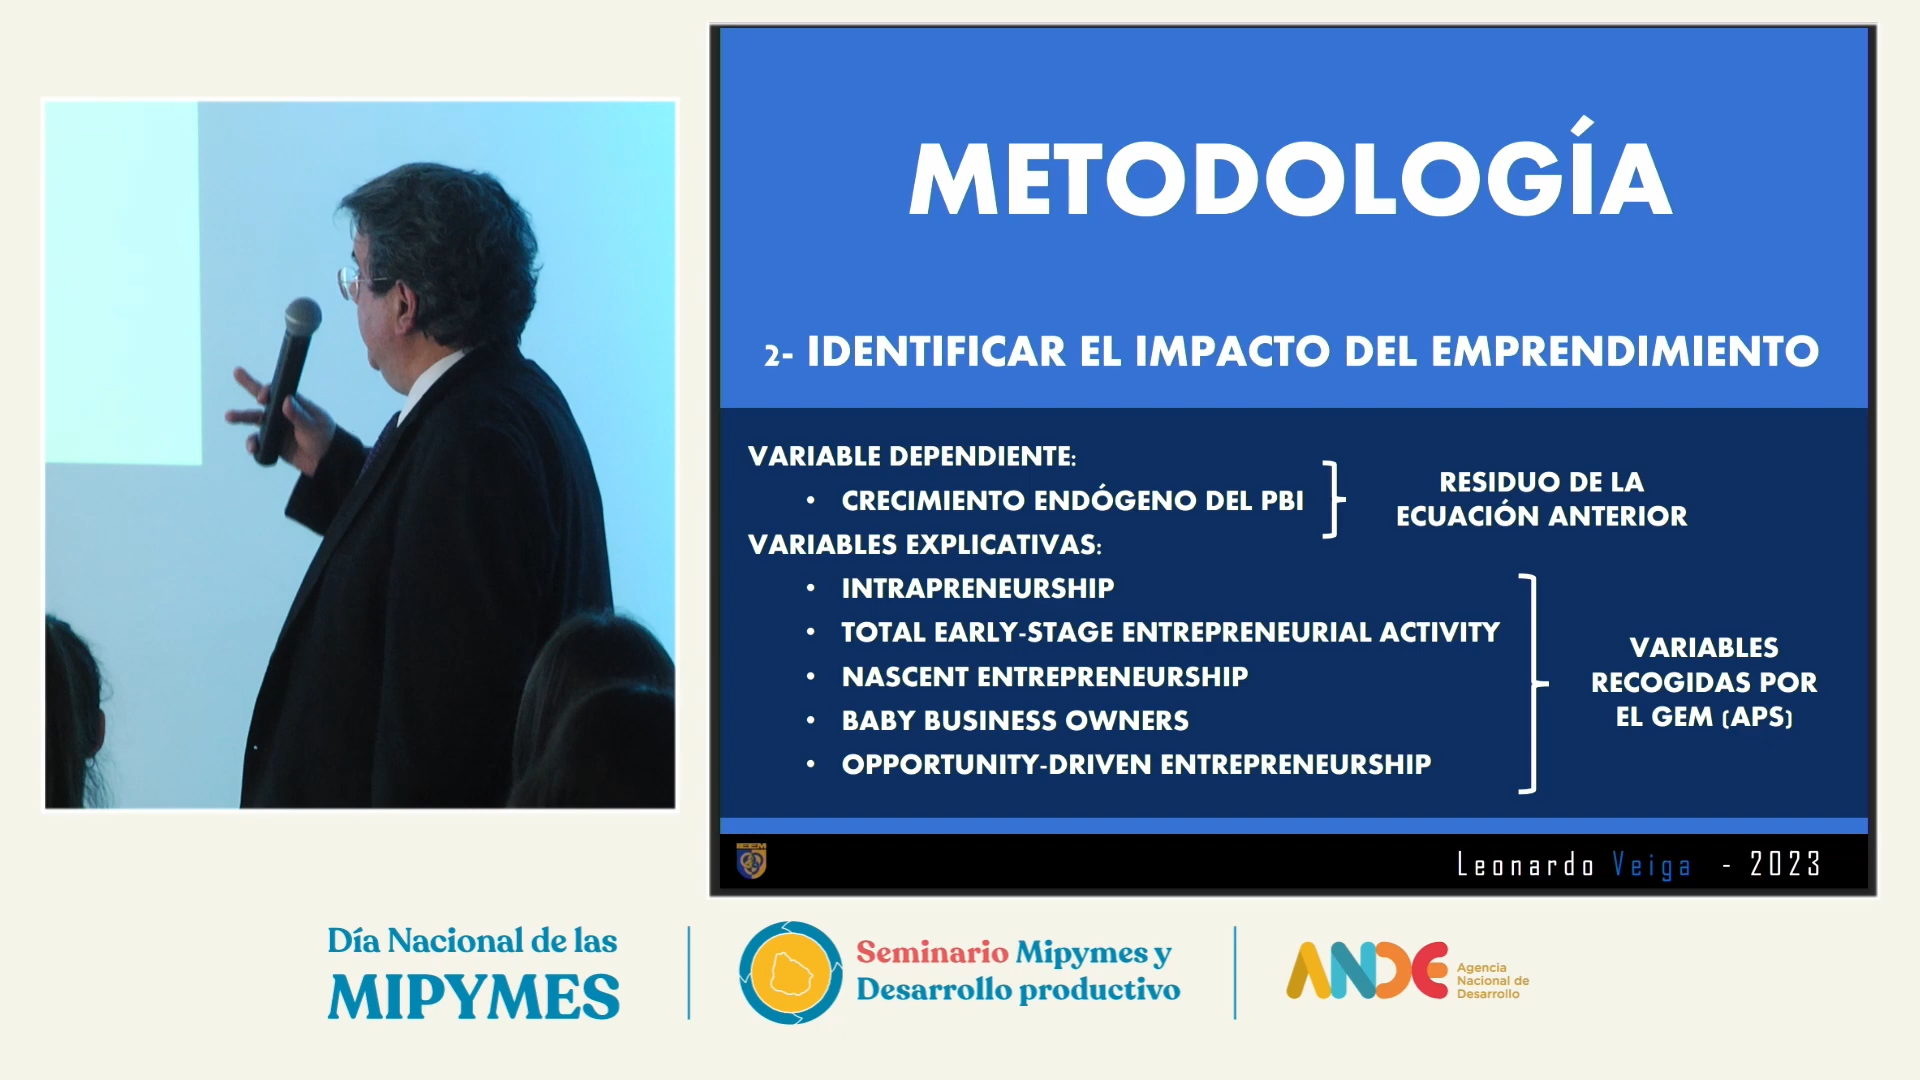 METODOLOGÍA
2- IDENTIFICAR EL IMPACTO DEL EMPRENDIMIENTO
VARIABLE DEPENDIENTE:
• CRECIMIENTO ENDÓGENO DEL PBI
RESIDUO DE LA
ECUACIÓN ANTERIOR
VARIABLES EXPLICATIVAS:
• INTRAPRENEURSHIP
• TOTAL EARLY-STAGE ENTREPRENEURIAL ACTIVITY
• NASCENT ENTREPRENEURSHIP
• BABY BUSINESS OWNERS
• OPPORTUNITY-DRIVEN ENTREPRENEURSHIP
VARIABLES
RECOGIDAS POR
EL GEM (APS)
IEEM
Leonardo Veiga - 2023
Día Nacional de las
MIPYMES
Seminario Mipymes y
Desarrollo productivo
ANDE
Agencia
Nacional de
Desarrollo